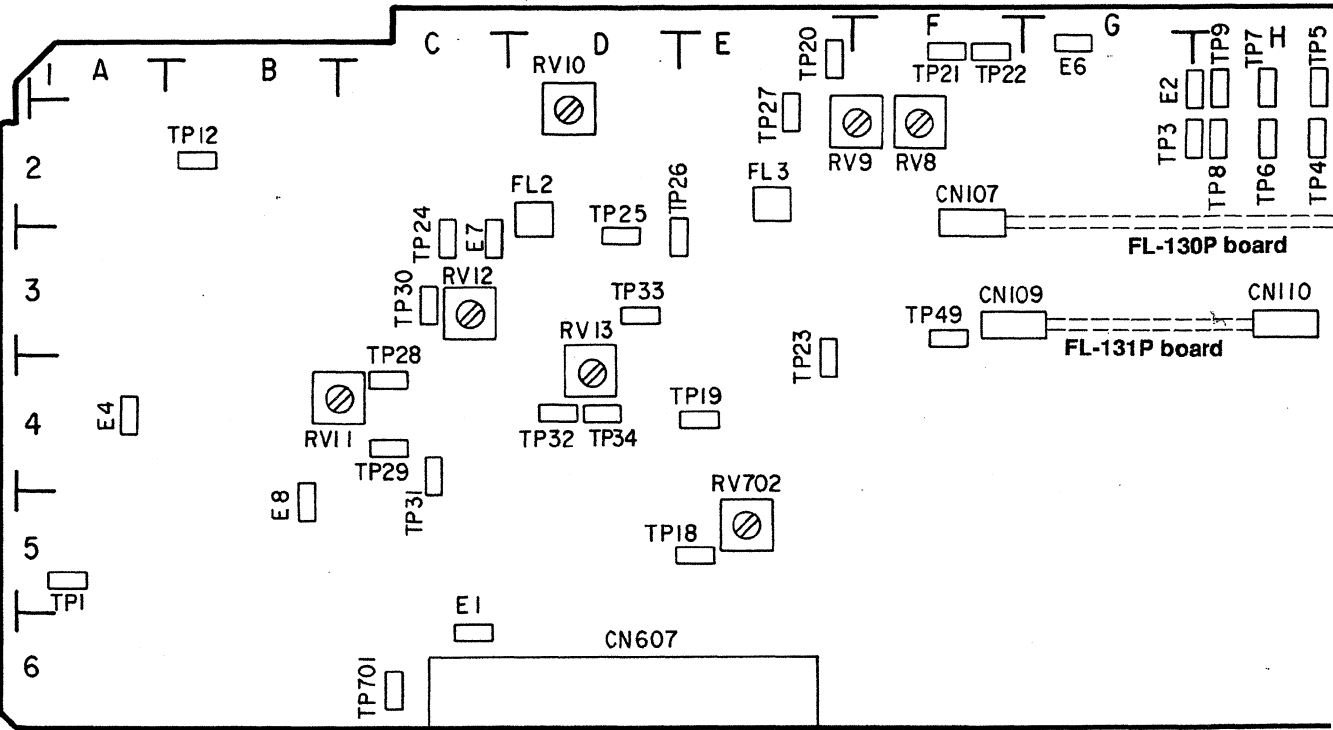 A
B
C
D
E
F
G
H
1
2
3
4
5
6
RV10
TP20
TP21
TP22
E6
TP9
TP7
TP5
E2
TP27
TP12
RV9
RV8
TP3
TP8
TP6
TP4
FL2
TP26
FL3
CN107
TP24
E7
TP25
FL-130P board
TP30
RV12
TP33
CN109
CN110
TP49
RV13
TP23
FL-131P board
TP28
E4
RV11
TP32
TP34
TP19
TP29
TP31
E8
RV702
TP18
TP1
E1
CN607
TP701